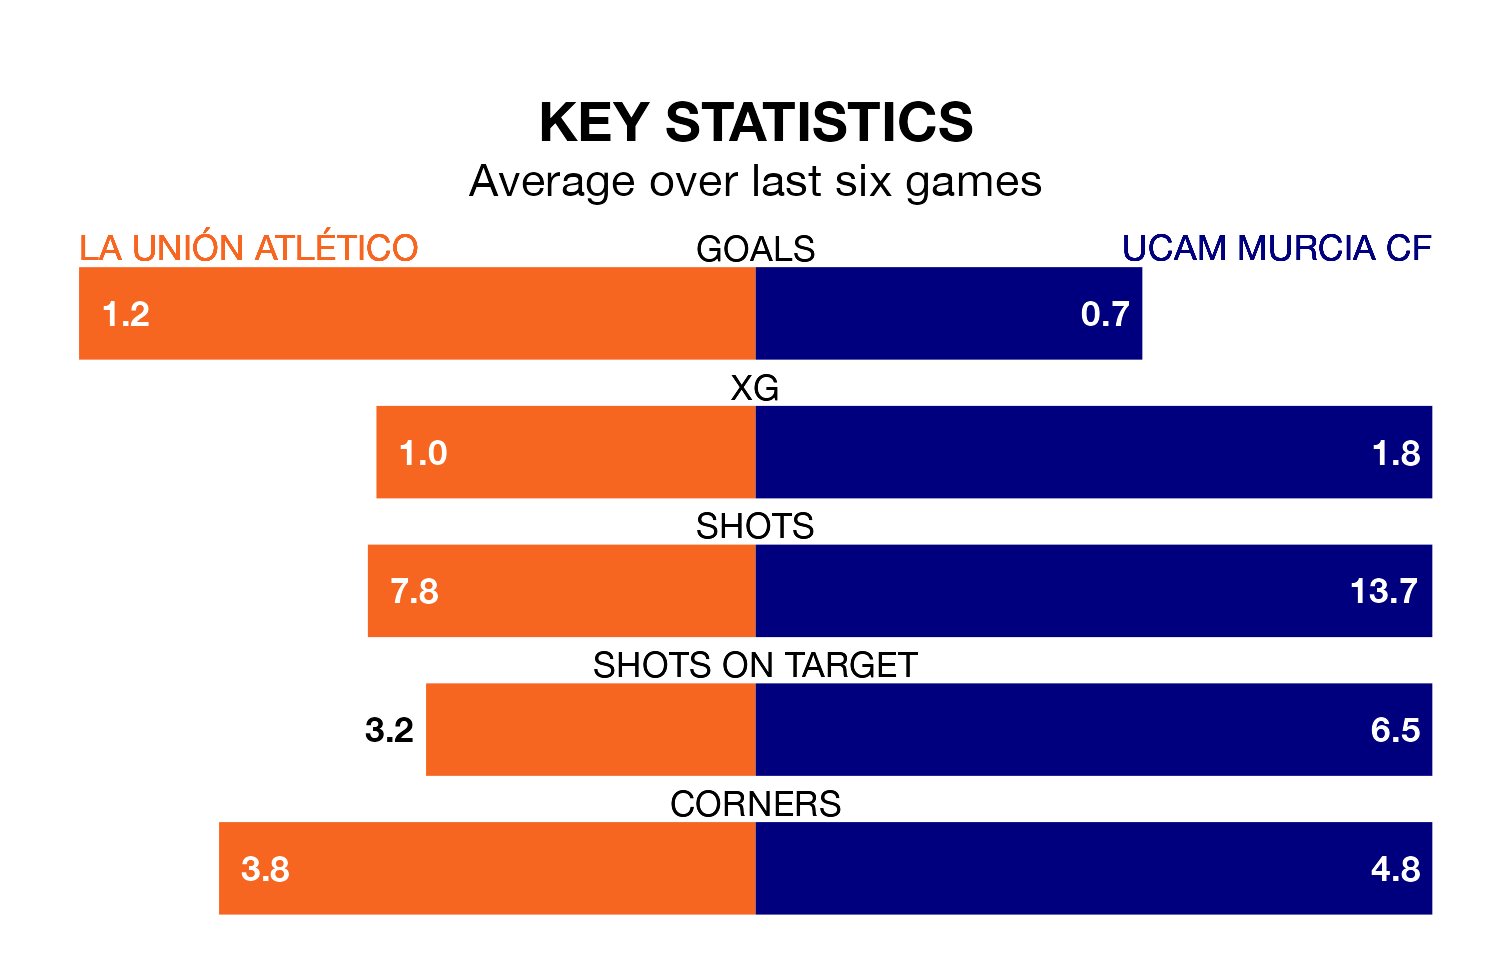 KEY STATISTICS
Average over last six games
LA UNIÓN ATLÉTICO GOALS UCAM MURCIA CF
1.2 0.7
XG
1.0 1.8
SHOTS
7.8 13.7
SHOTS ON TARGET
3.2 6.5
CORNERS
3.8 4.8